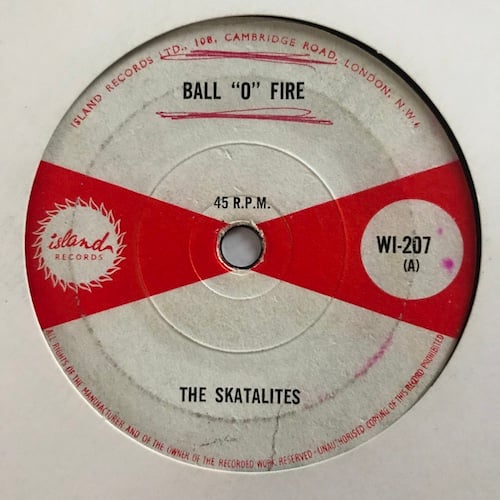 ISLAND RECORDS LTD., 108, CAMBRIDGE ROAD, LONDON, N.W.6
BALL "O" FIRE
45 R.P.M.
island
RECORDS
WI-207
(A)
THE SKATALITES
ALL RIGHTS OF THE MANUFACTURER AND OF THE OWNER OF THE RECORDED WORK RESERVED - UNAUTHORISED COPYING OF THIS RECORD PROHIBITED